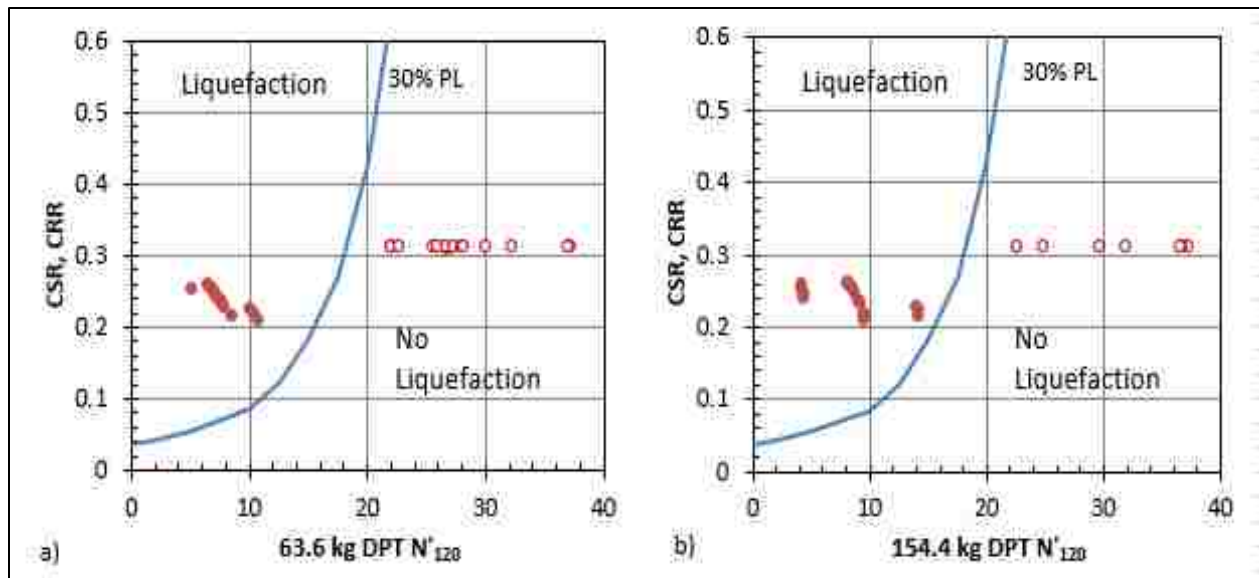 0.6
0.5
0.4
0.3
0.2
0.1
0
CSR, CRR
Liquefaction
30% PL
No
Liquefaction
0 10 20 30 40
a)
63.6 kg DPT N'120
0.6
0.5
0.4
0.3
0.2
0.1
0
CSR, CRR
Liquefaction
30% PL
No
Liquefaction
0 10 20 30 40
b)
154.4 kg DPT N'120